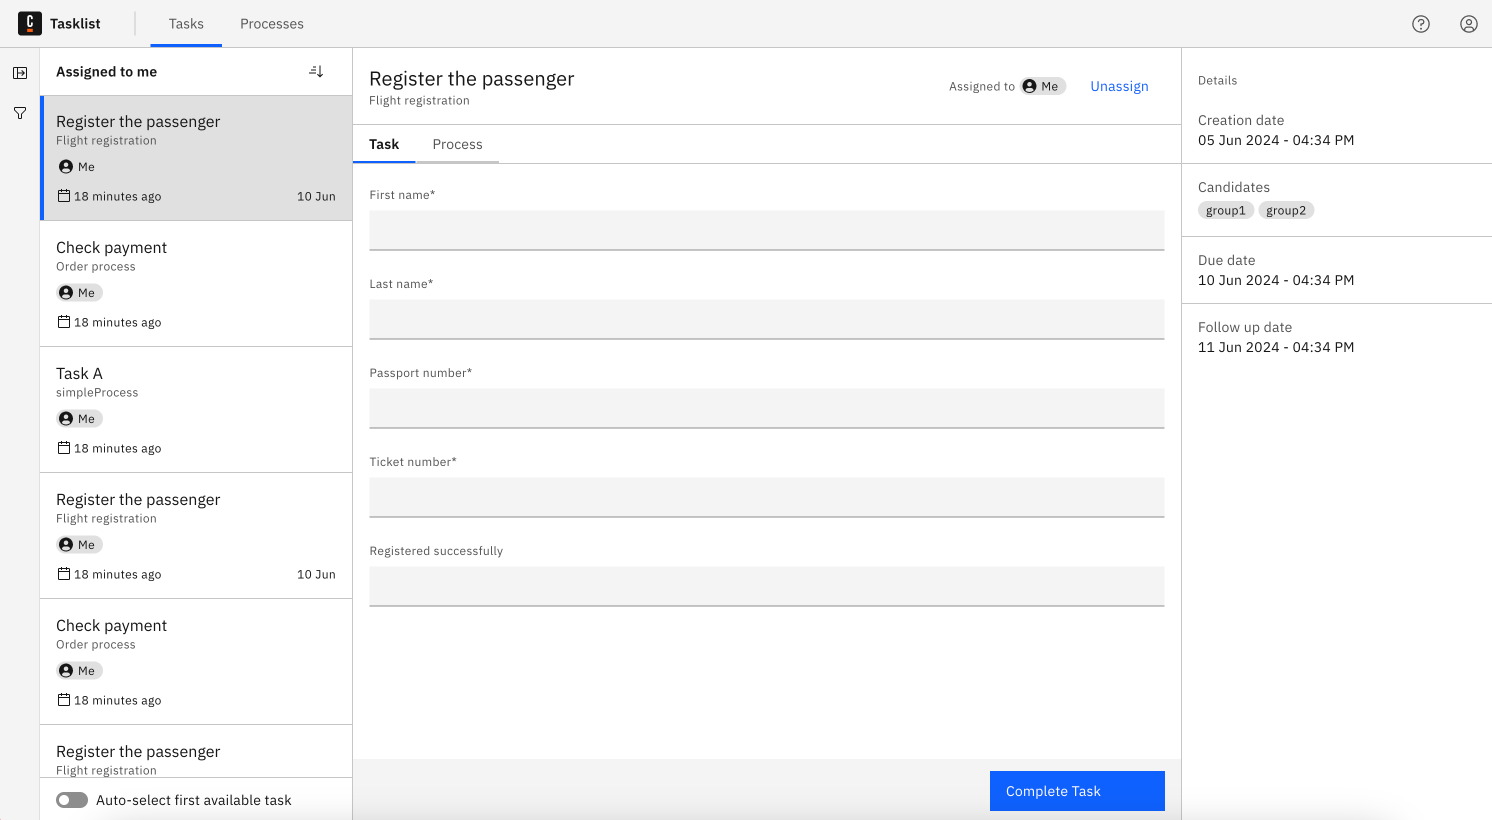 Tasklist
Tasks
Processes
Assigned to me
Register the passenger
Flight registration
Me
18 minutes ago
10 Jun
Check payment
Order process
Me
18 minutes ago
Task A
simpleProcess
Me
18 minutes ago
Register the passenger
Flight registration
Me
18 minutes ago
10 Jun
Check payment
Order process
Me
18 minutes ago
Register the passenger
Flight registration
Auto-select first available task
Register the passenger
Flight registration
Assigned to
Me
Unassign
Task
Process
First name*
Last name*
Passport number*
Ticket number*
Registered successfully
Complete Task
Details
Creation date
05 Jun 2024 - 04:34 PM
Candidates
group1
group2
Due date
10 Jun 2024 - 04:34 PM
Follow up date
11 Jun 2024 - 04:34 PM